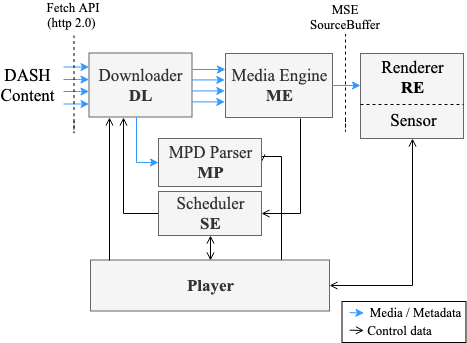 Fetch API
(http 2.0)
MSE
SourceBuffer
DASH
Content
Downloader
DL
Media Engine
ME
Renderer
RE
Sensor
MPD Parser
MP
Scheduler
SE
Player
Media / Metadata
Control data